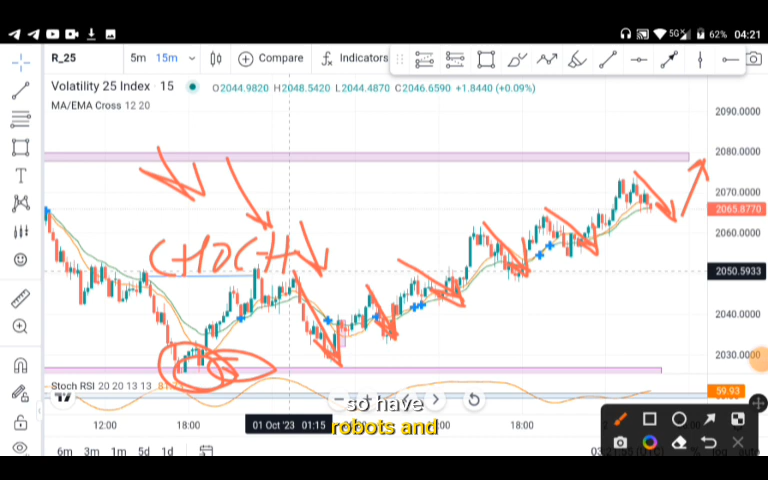 5G 62% 04:21
R_25 5m 15m Compare Indicators
Volatility 25 Index · 15 O2044.9820 H2048.5420 L2044.4870 C2046.6590 +1.8440 (+0.09%)
MA/EMA Cross 12 20
2090.0000
2080.0000
2070.0000
2065.8770
2060.0000
CHOCH
2050.5933
2040.0000
2030.0000
Stoch RSI 20 20 13 13
59.93
so have
robots and
12:00 18:00 01 Oct '23 01:15 18:00
6m 3m 1m 5d 1d